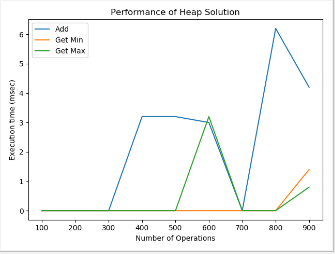 Performance of Heap Solution
Add
Get Min
Get Max
Execution time (msec)
6
5
4
3
2
1
0
100 200 300 400 500 600 700 800 900
Number of Operations